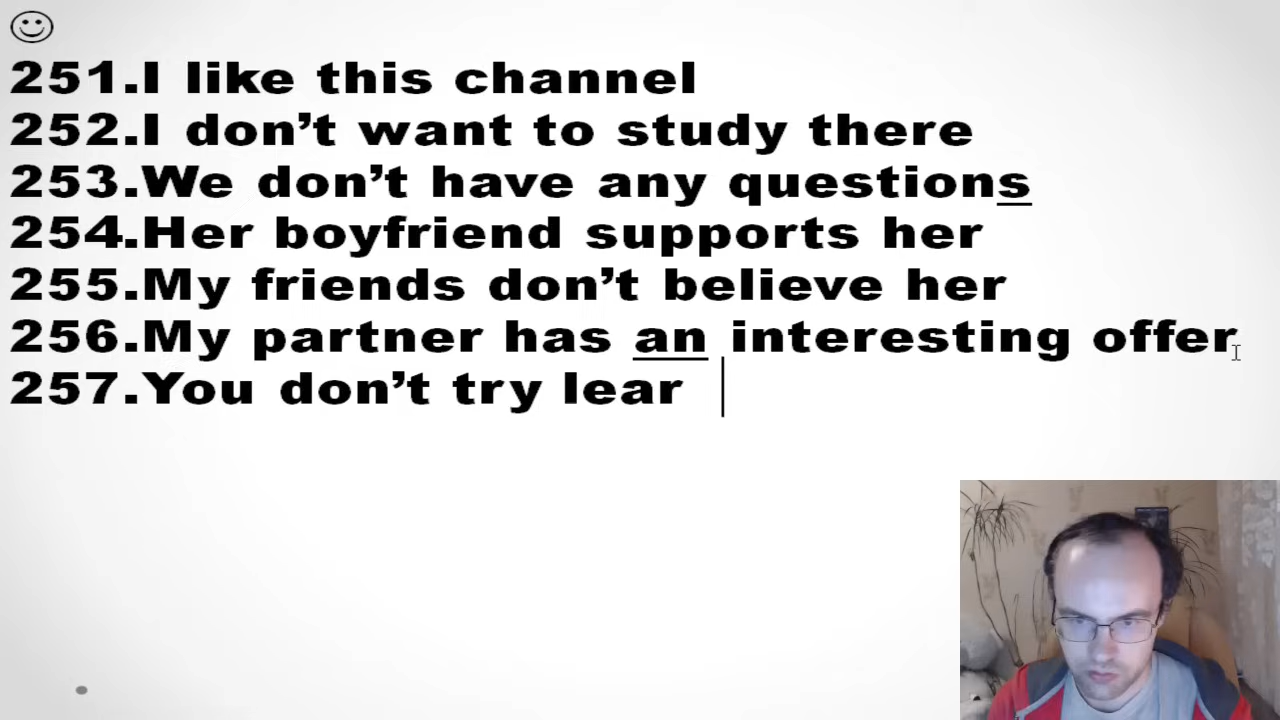 251.I like this channel
252.I don’t want to study there
253.We don’t have any questions
254.Her boyfriend supports her
255.My friends don’t believe her
256.My partner has an interesting offer
257.You don’t try lear